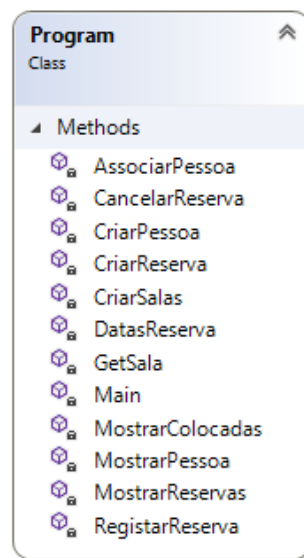 Program
Class
Methods
AssociarPessoa
CancelarReserva
CriarPessoa
CriarReserva
CriarSalas
DatasReserva
GetSala
Main
MostrarColocadas
MostrarPessoa
MostrarReservas
RegistarReserva